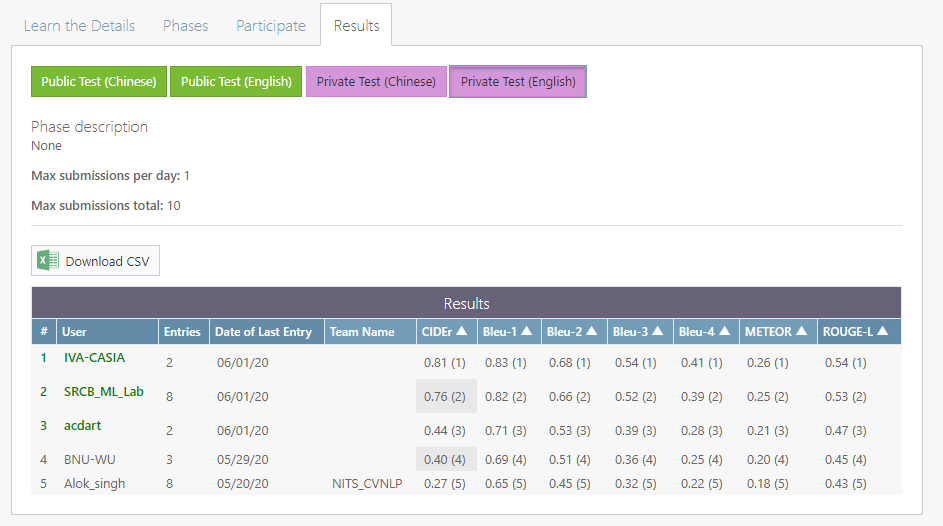 Learn the Details Phases Participate Results
Public Test (Chinese) Public Test (English) Private Test (Chinese) Private Test (English)
Phase description
None
Max submissions per day: 1
Max submissions total: 10
Download CSV
Results
# User Entries Date of Last Entry Team Name CIDEr ▲ Bleu-1 ▲ Bleu-2 ▲ Bleu-3 ▲ Bleu-4 ▲ METEOR ▲ ROUGE-L ▲
1 IVA-CASIA 2 06/01/20 0.81 (1) 0.83 (1) 0.68 (1) 0.54 (1) 0.41 (1) 0.26 (1) 0.54 (1)
2 SRCB_ML_Lab 8 06/01/20 0.76 (2) 0.82 (2) 0.66 (2) 0.52 (2) 0.39 (2) 0.25 (2) 0.53 (2)
3 acdart 2 06/01/20 0.44 (3) 0.71 (3) 0.53 (3) 0.39 (3) 0.28 (3) 0.21 (3) 0.47 (3)
4 BNU-WU 3 05/29/20 0.40 (4) 0.69 (4) 0.51 (4) 0.36 (4) 0.25 (4) 0.20 (4) 0.45 (4)
5 Alok_singh 8 05/20/20 NITS_CVNLP 0.27 (5) 0.65 (5) 0.45 (5) 0.32 (5) 0.22 (5) 0.18 (5) 0.43 (5)